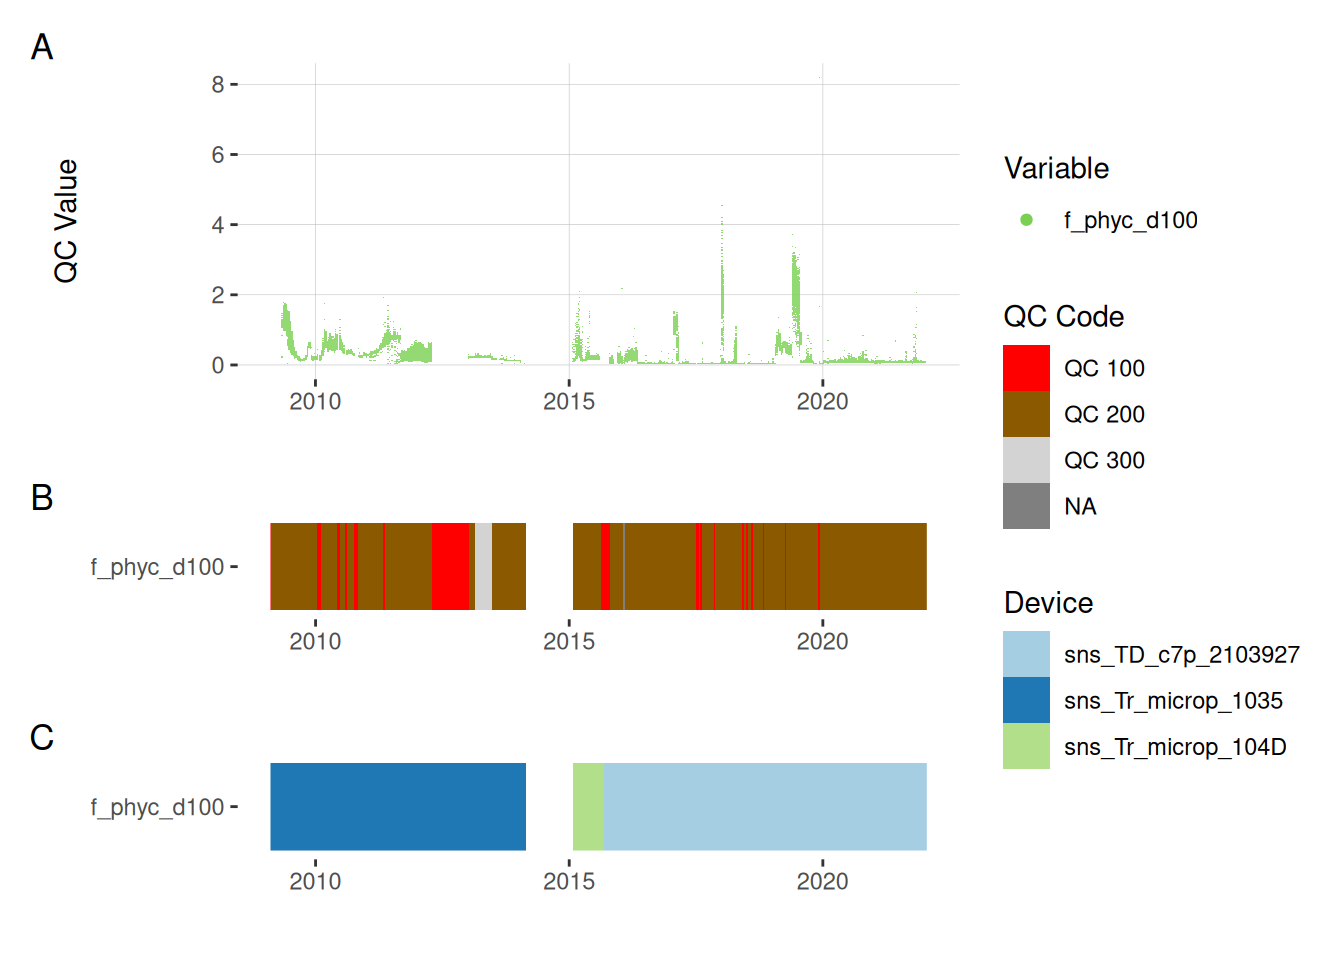 A
QC Value
8
6
4
2
0
2010 2015 2020
B
f_phyc_d100
2010 2015 2020
C
f_phyc_d100
2010 2015 2020
Variable
f_phyc_d100
QC Code
QC 100
QC 200
QC 300
NA
Device
sns_TD_c7p_2103927
sns_Tr_microp_1035
sns_Tr_microp_104D